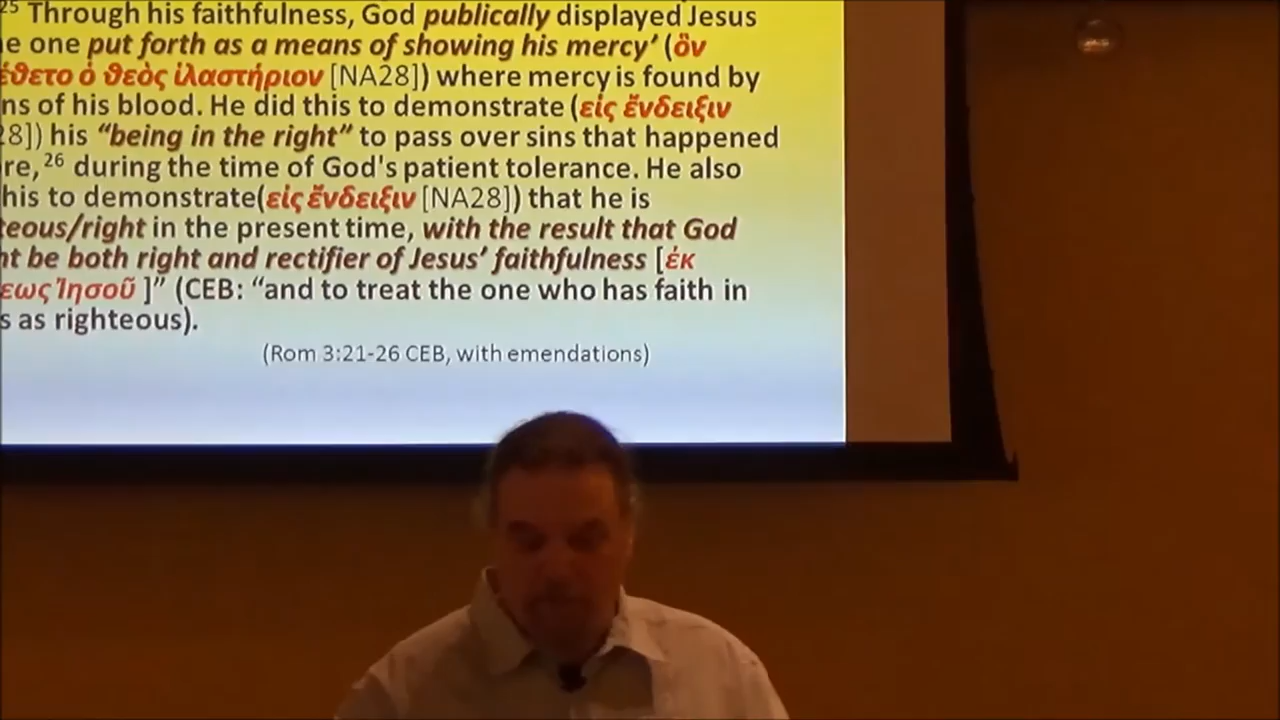 25 Through his faithfulness, God publically displayed Jesus
e one put forth as a means of showing his mercy’ (ὃν
έθετο ὁ θεὸς ἱλαστήριον [NA28]) where mercy is found by
ns of his blood. He did this to demonstrate (εἰς ἔνδειξιν
28]) his “being in the right” to pass over sins that happened
re, 26 during the time of God's patient tolerance. He also
his to demonstrate(εἰς ἔνδειξιν [NA28]) that he is
teous/right in the present time, with the result that God
nt be both right and rectifier of Jesus’ faithfulness [ἐκ
εως Ἰησοῦ ]” (CEB: “and to treat the one who has faith in
s as righteous).
(Rom 3:21-26 CEB, with emendations)